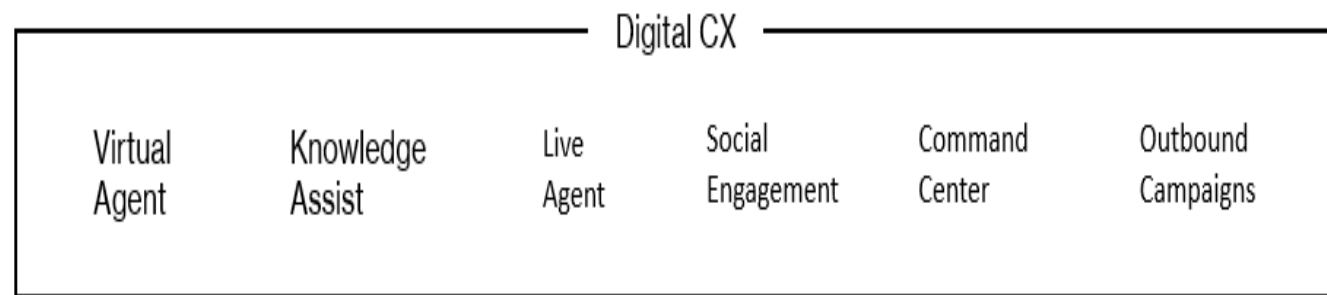 Digital CX
Virtual
Agent
Knowledge
Assist
Live
Agent
Social
Engagement
Command
Center
Outbound
Campaigns